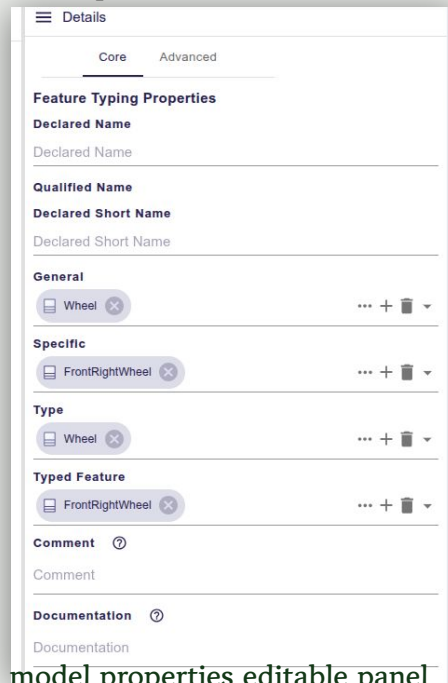 Details
Core Advanced
Feature Typing Properties
Declared Name
Declared Name
Qualified Name
Declared Short Name
Declared Short Name
General
Wheel
Specific
FrontRightWheel
Type
Wheel
Typed Feature
FrontRightWheel
Comment
Comment
Documentation
Documentation
model properties editable panel